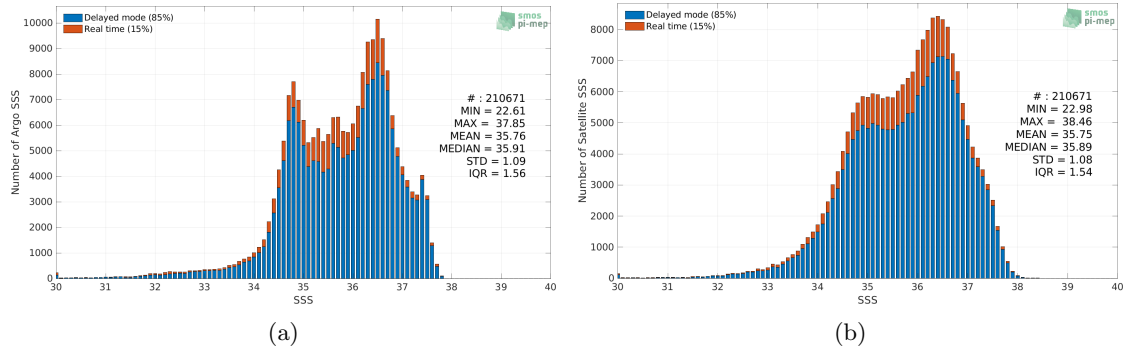 Delayed mode (85%)
Real time (15%)
smos
pi-mep
10000
9000
8000
7000
6000
5000
4000
3000
2000
1000
0
Number of Argo SSS
# : 210671
MIN = 22.61
MAX = 37.85
MEAN = 35.76
MEDIAN = 35.91
STD = 1.09
IQR = 1.56
30 31 32 33 34 35 36 37 38 39 40
SSS
(a)
Delayed mode (85%)
Real time (15%)
smos
pi-mep
8000
7000
6000
5000
4000
3000
2000
1000
0
Number of Satellite SSS
# : 210671
MIN = 22.98
MAX = 38.46
MEAN = 35.75
MEDIAN = 35.89
STD = 1.08
IQR = 1.54
30 31 32 33 34 35 36 37 38 39 40
SSS
(b)